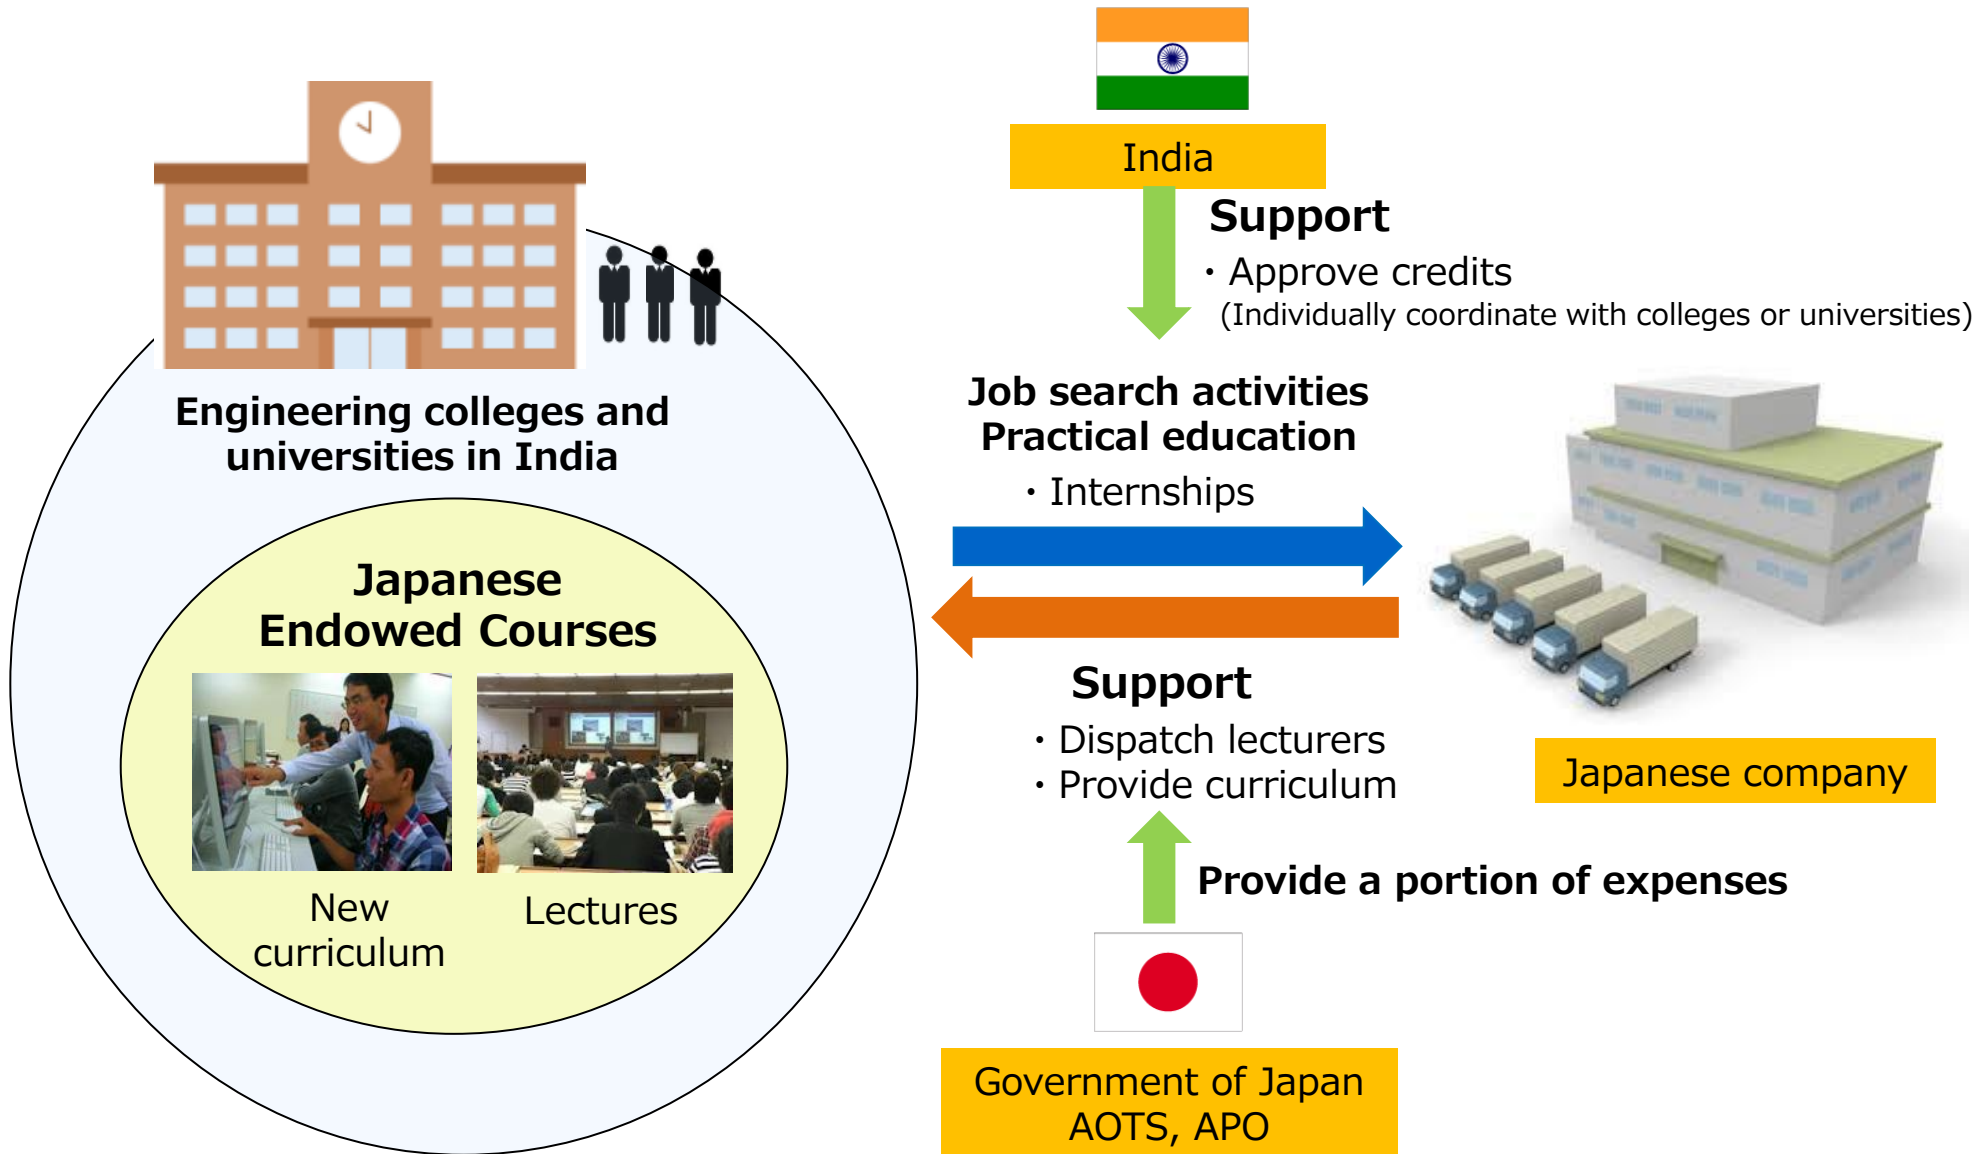 India
Support
・Approve credits
(Individually coordinate with colleges or universities)
Engineering colleges and
universities in India
Job search activities
Practical education
・Internships
Japanese
Endowed Courses
New
curriculum
Lectures
Support
・Dispatch lecturers
・Provide curriculum
Japanese company
Provide a portion of expenses
Government of Japan
AOTS, APO